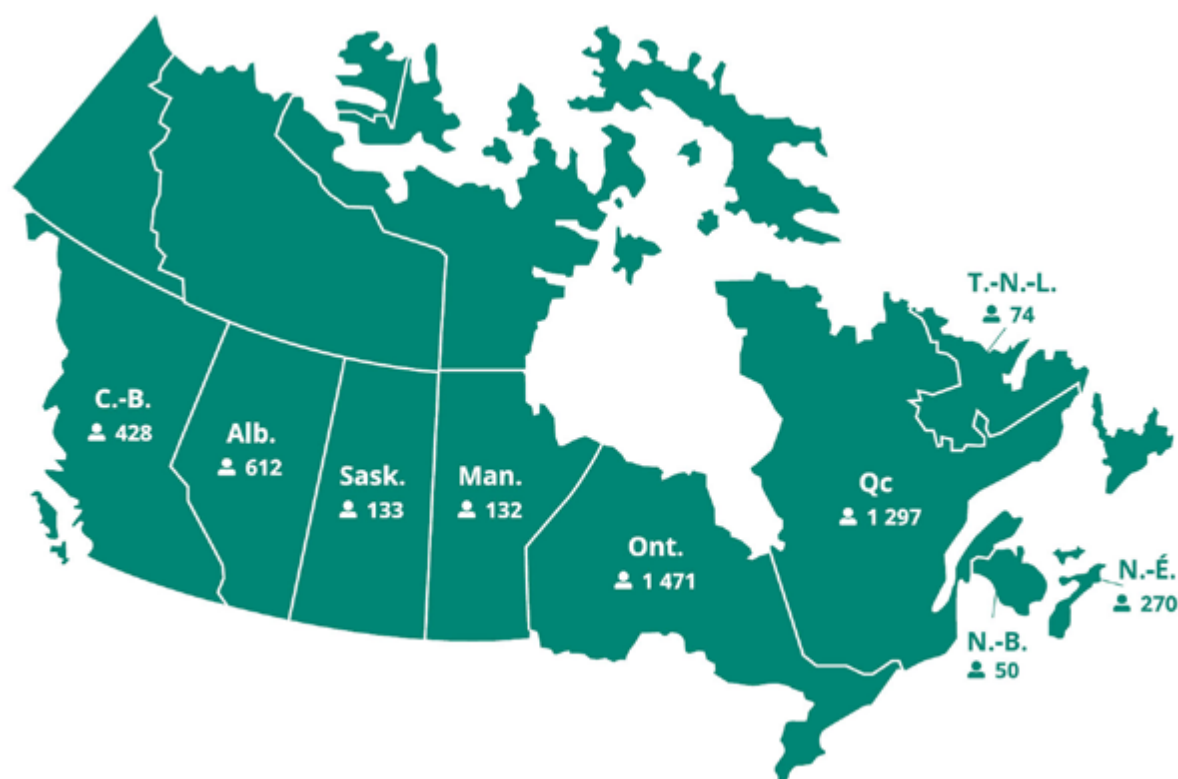 T.-N.-L.
74
C.-B.
428
Alb.
612
Sask.
133
Man.
132
Ont.
1 471
Qc
1 297
N.-É.
270
N.-B.
50